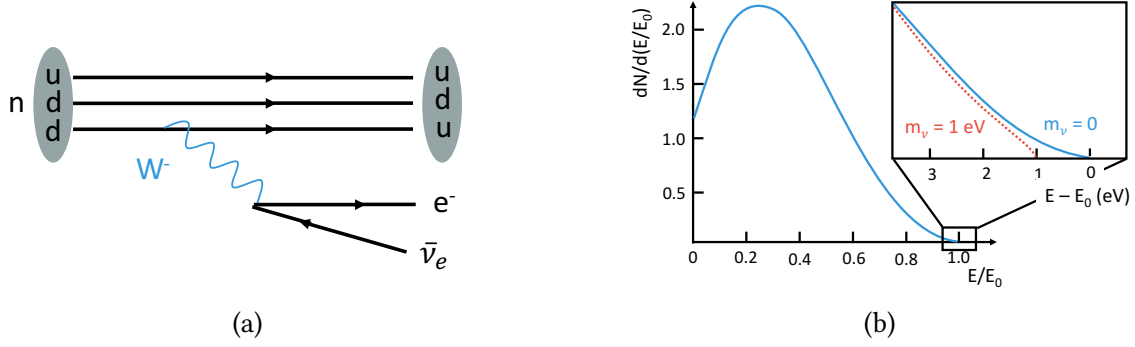 u
d
d
n
u
d
u
W-
e-
ν̄e
(a)
dN/d(E/E0)
2.0
1.5
1.0
0.5
0
0.2
0.4
0.6
0.8
1.0
E/E0
mν = 1 eV
mν = 0
3
2
1
0
E – E0 (eV)
(b)